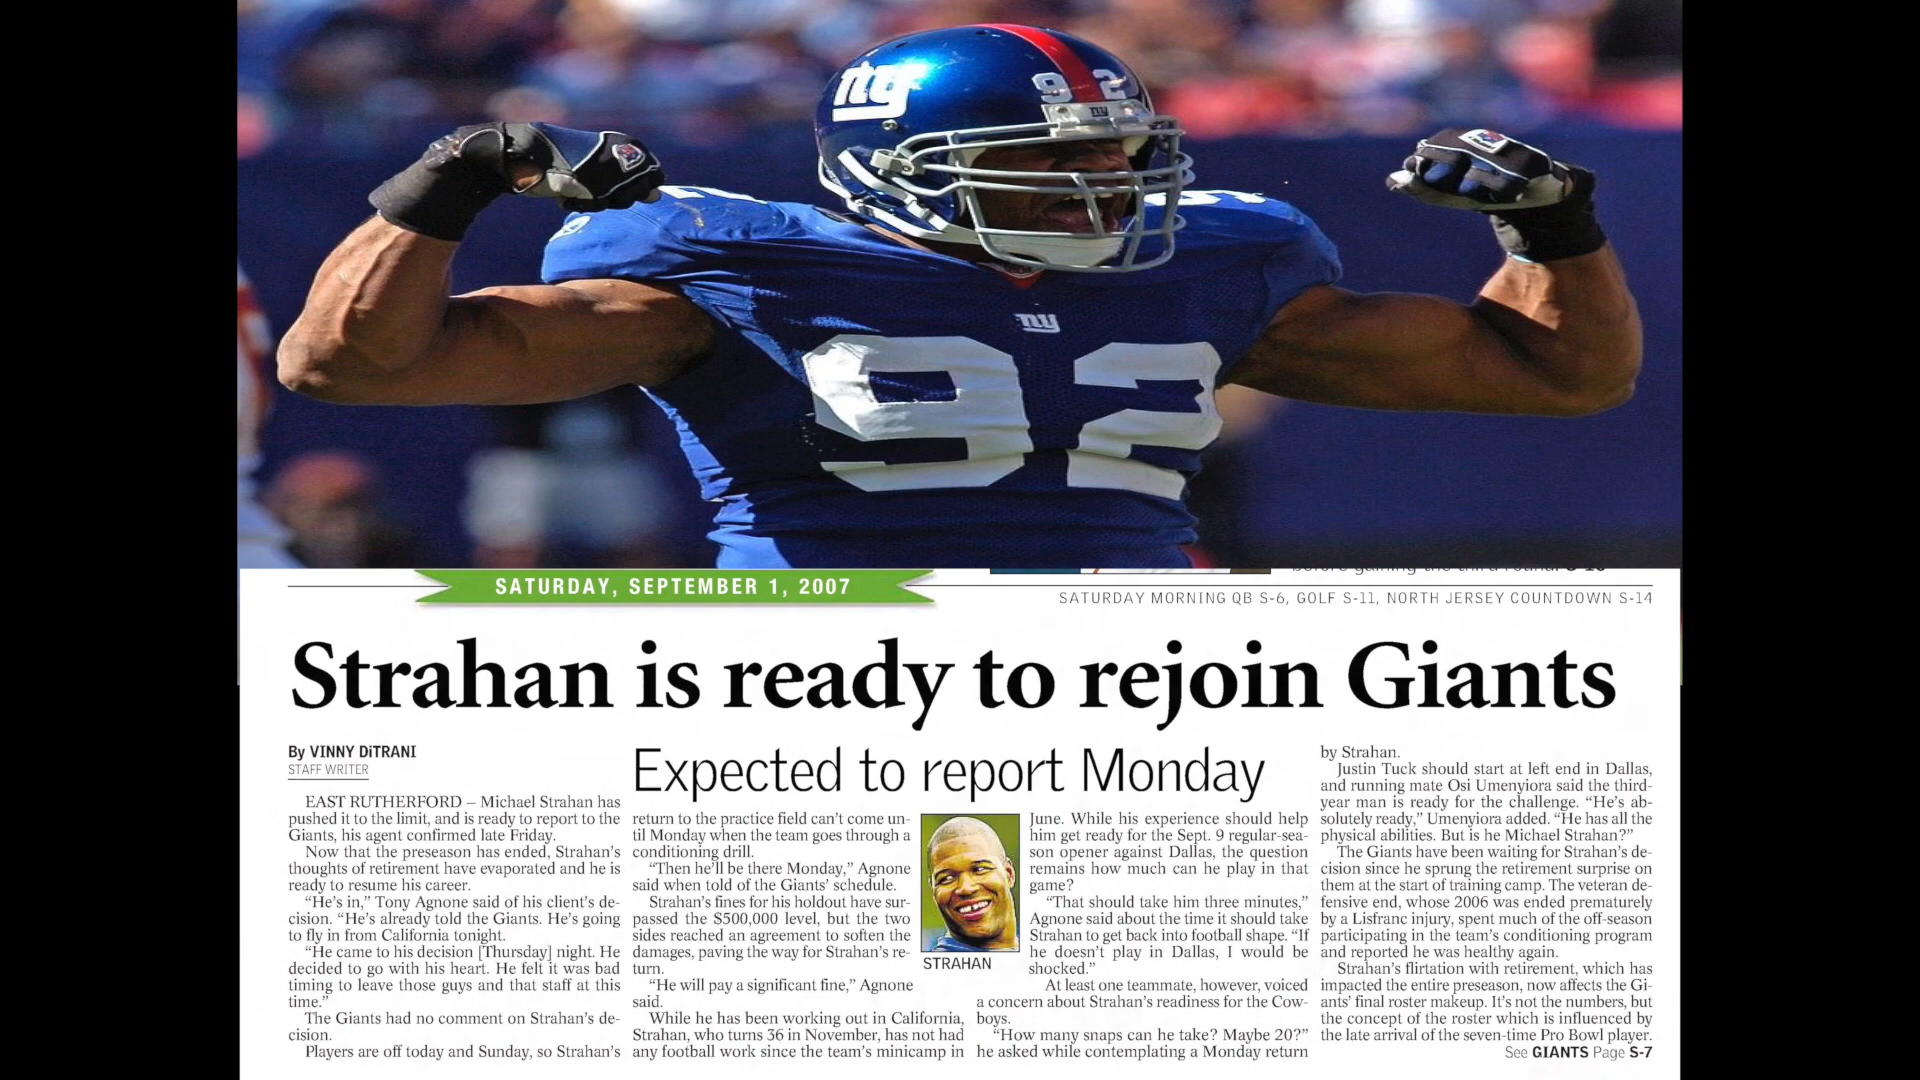 ny
9 2
ny
92
ny
92
SATURDAY, SEPTEMBER 1, 2007
SATURDAY MORNING QB S-6, GOLF S-11, NORTH JERSEY COUNTDOWN S-14
Strahan is ready to rejoin Giants
By VINNY DiTRANI
STAFF WRITER
EAST RUTHERFORD – Michael Strahan has
pushed it to the limit, and is ready to report to the
Giants, his agent confirmed late Friday.
Now that the preseason has ended, Strahan's
thoughts of retirement have evaporated and he is
ready to resume his career.
“He's in,” Tony Agnone said of his client's de-
cision. “He's already told the Giants. He's going
to fly in from California tonight.
“He came to his decision [Thursday] night. He
decided to go with his heart. He felt it was bad
timing to leave those guys and that staff at this
time.”
The Giants had no comment on Strahan's de-
cision.
Players are off today and Sunday, so Strahan's
Expected to report Monday
return to the practice field can't come un-
til Monday when the team goes through a
conditioning drill.
“Then he'll be there Monday,” Agnone
said when told of the Giants' schedule.
Strahan's fines for his holdout have sur-
passed the $500,000 level, but the two
sides reached an agreement to soften the
damages, paving the way for Strahan's re-
turn.
“He will pay a significant fine,” Agnone
said.
While he has been working out in California,
Strahan, who turns 36 in November, has not had
any football work since the team's minicamp in
STRAHAN
June. While his experience should help
him get ready for the Sept. 9 regular-sea-
son opener against Dallas, the question
remains how much can he play in that
game?
“That should take him three minutes,”
Agnone said about the time it should take
Strahan to get back into football shape. “If
he doesn't play in Dallas, I would be
shocked.”
At least one teammate, however, voiced
a concern about Strahan's readiness for the Cow-
boys.
“How many snaps can he take? Maybe 20?”
he asked while contemplating a Monday return
by Strahan.
Justin Tuck should start at left end in Dallas,
and running mate Osi Umenyiora said the third-
year man is ready for the challenge. “He's ab-
solutely ready,” Umenyiora added. “He has all the
physical abilities. But is he Michael Strahan?”
The Giants have been waiting for Strahan's de-
cision since he sprung the retirement surprise on
them at the start of training camp. The veteran de-
fensive end, whose 2006 was ended prematurely
by a Lisfranc injury, spent much of the off-season
participating in the team's conditioning program
and reported he was healthy again.
Strahan's flirtation with retirement, which has
impacted the entire preseason, now affects the Gi-
ants' final roster makeup. It's not the numbers, but
the concept of the roster which is influenced by
the late arrival of the seven-time Pro Bowl player.
See GIANTS Page S-7